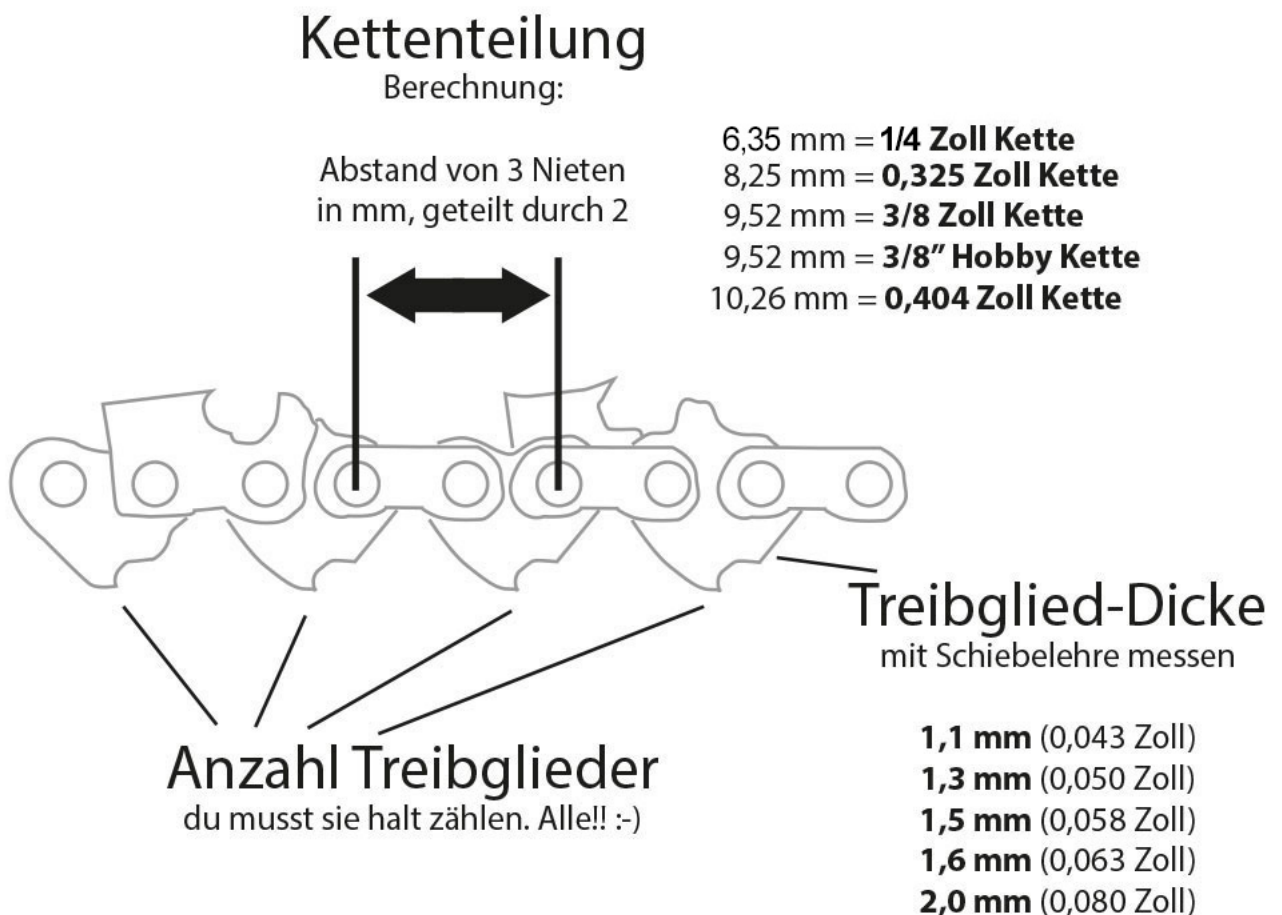 Kettenteilung
Berechnung:
Abstand von 3 Nieten
in mm, geteilt durch 2
6,35 mm = 1/4 Zoll Kette
8,25 mm = 0,325 Zoll Kette
9,52 mm = 3/8 Zoll Kette
9,52 mm = 3/8” Hobby Kette
10,26 mm = 0,404 Zoll Kette
Treibglied-Dicke
mit Schiebelehre messen
1,1 mm (0,043 Zoll)
1,3 mm (0,050 Zoll)
1,5 mm (0,058 Zoll)
1,6 mm (0,063 Zoll)
2,0 mm (0,080 Zoll)
Anzahl Treibglieder
du musst sie halt zählen. Alle!! :-)